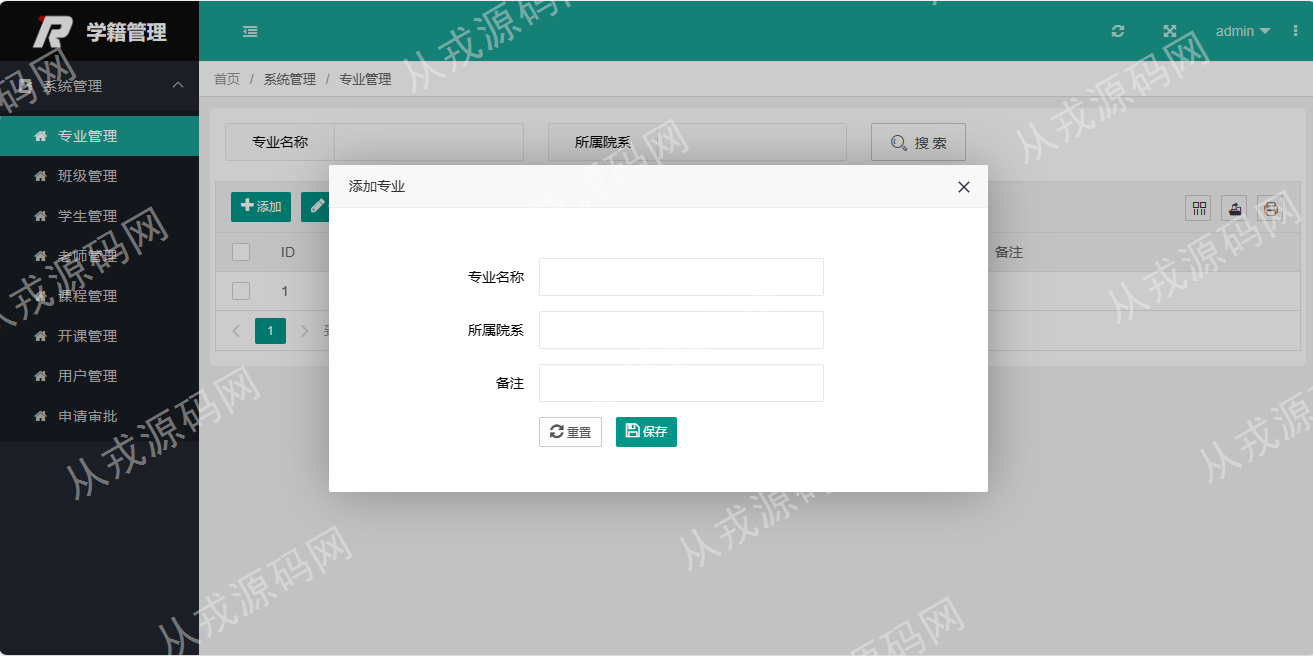 学籍管理
admin
系统管理
首页 / 系统管理 / 专业管理
专业管理
班级管理
学生管理
老师管理
课程管理
开课管理
用户管理
申请审批
专业名称
所属院系
搜 索
添加
ID
备注
1
1
添加专业
专业名称
所属院系
备注
重置
保存
从戎源码网
从戎源码网
从戎源码网
从戎源码网
从戎源码网
从戎源码网
从戎源码网